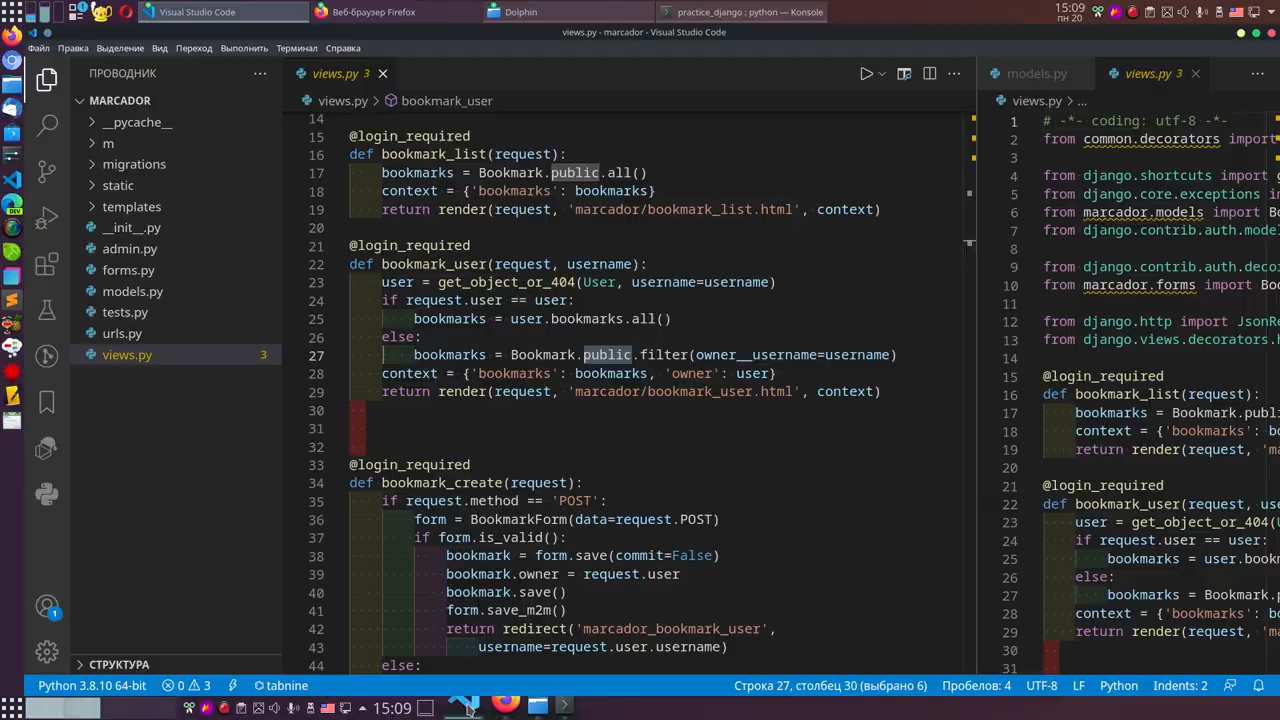 Visual Studio Code
Веб-браузер Firefox
Dolphin
practice_django : python — Konsole
15:09
пн 20
views.py - marcador - Visual Studio Code
Файл Правка Выделение Вид Переход Выполнить Терминал Справка
ПРОВОДНИК
MARCADOR
__pycache__
m
migrations
static
templates
__init__.py
admin.py
forms.py
models.py
tests.py
urls.py
views.py 3
СТРУКТУРА
views.py 3
views.py > bookmark_user
14
15 @login_required
16 def bookmark_list(request):
17 bookmarks = Bookmark.public.all()
18 context = {'bookmarks': bookmarks}
19 return render(request, 'marcador/bookmark_list.html', context)
20
21 @login_required
22 def bookmark_user(request, username):
23 user = get_object_or_404(User, username=username)
24 if request.user == user:
25 bookmarks = user.bookmarks.all()
26 else:
27 bookmarks = Bookmark.public.filter(owner__username=username)
28 context = {'bookmarks': bookmarks, 'owner': user}
29 return render(request, 'marcador/bookmark_user.html', context)
30
31
32
33 @login_required
34 def bookmark_create(request):
35 if request.method == 'POST':
36 form = BookmarkForm(data=request.POST)
37 if form.is_valid():
38 bookmark = form.save(commit=False)
39 bookmark.owner = request.user
40 bookmark.save()
41 form.save_m2m()
42 return redirect('marcador_bookmark_user',
43 username=request.user.username)
44 else:
models.py
views.py 3
views.py > ...
1 # -*- coding: utf-8 -*-
2 from common.decorators import
3
4 from django.shortcuts import g
5 from django.core.exceptions i
6 from marcador.models import Bo
7 from django.contrib.auth.mode
8
9 from django.contrib.auth.deco
10 from marcador.forms import Boo
11
12 from django.http import JsonRe
13 from django.views.decorators.h
15 @login_required
16 def bookmark_list(request):
17 bookmarks = Bookmark.publ
18 context = {'bookmarks': bo
19 return render(request, 'ma
20
21 @login_required
22 def bookmark_user(request, use
23 user = get_object_or_404(U
24 if request.user == user:
25 bookmarks = user.book
26 else:
27 bookmarks = Bookmark.p
28 context = {'bookmarks': bo
29 return render(request, 'ma
30
31
1
Python 3.8.10 64-bit 0 3 tabnine Строка 27, столбец 30 (выбрано 6) Пробелов: 4 UTF-8 LF Python Indents: 2
15:09